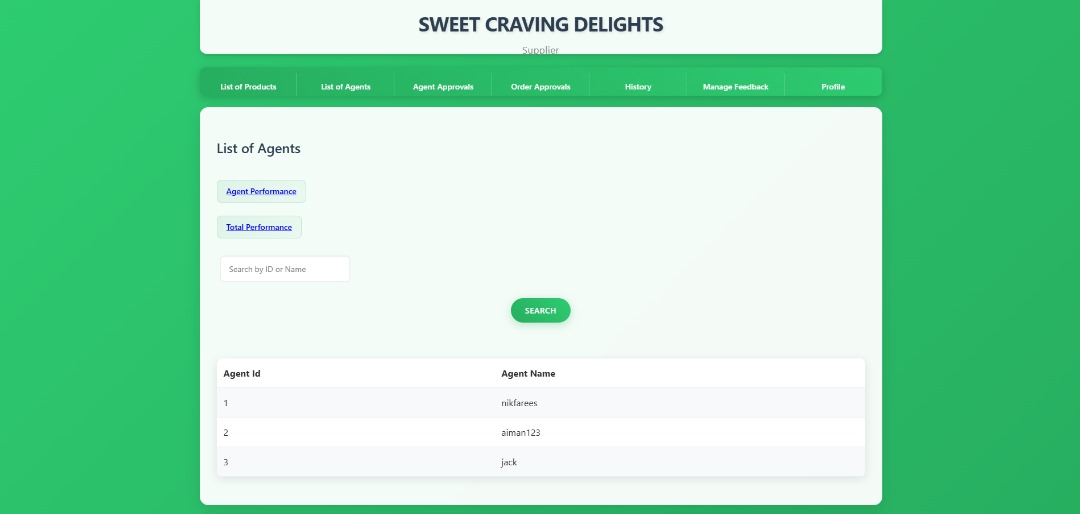 SWEET CRAVING DELIGHTS
Supplier
List of Products List of Agents Agent Approvals Order Approvals History Manage Feedback Profile
List of Agents
Agent Performance
Total Performance
Search by ID or Name
SEARCH
Agent Id Agent Name
1 nikfarees
2 aiman123
3 jack